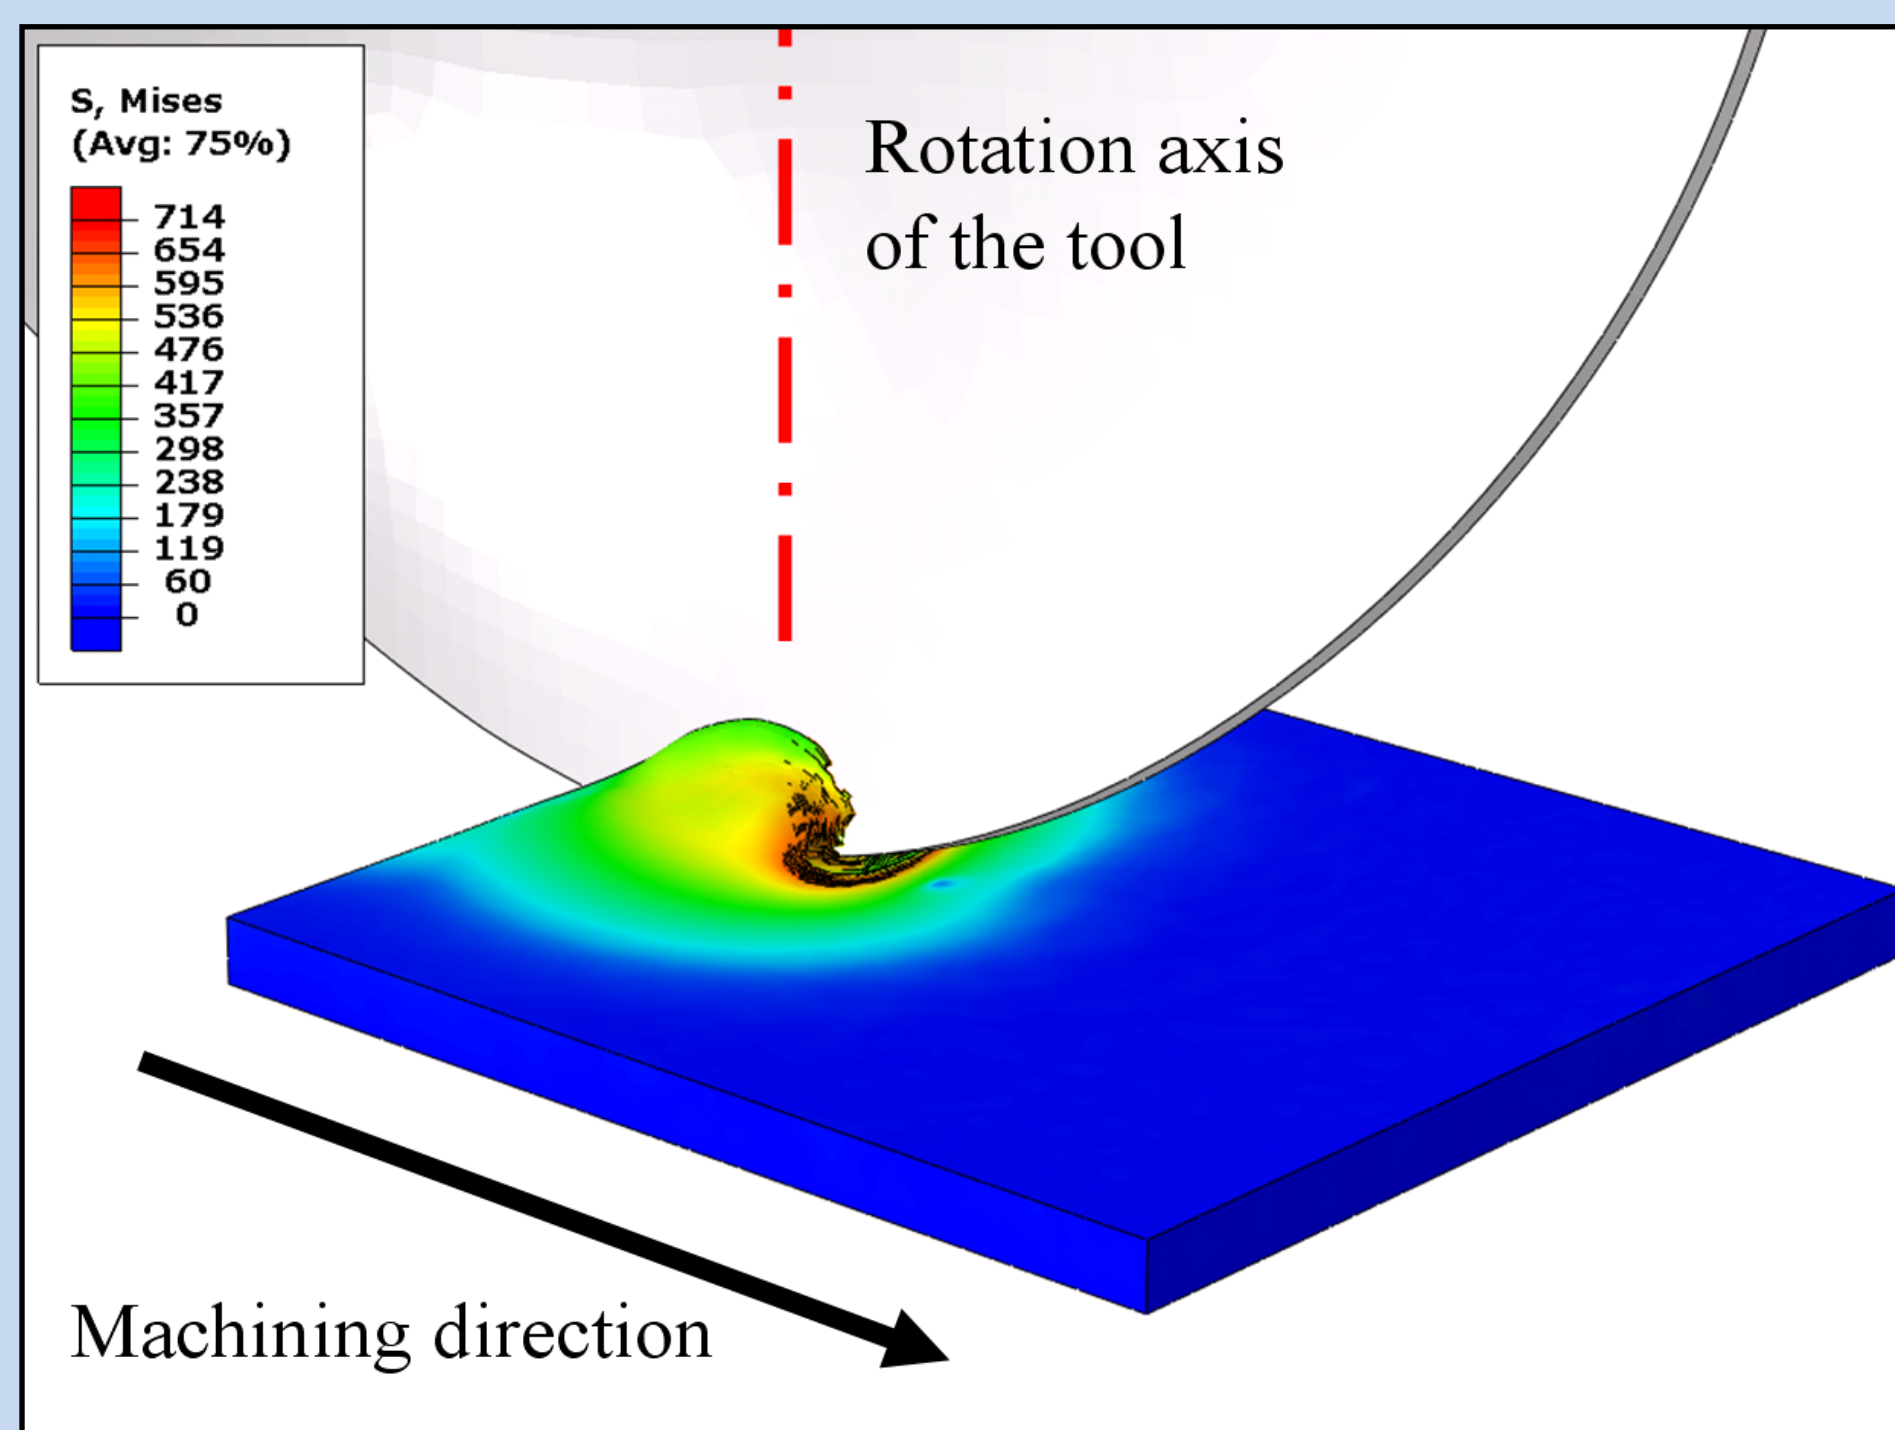 S, Mises
(Avg: 75%)
714
654
595
536
476
417
357
298
238
179
119
60
0
Rotation axis
of the tool
Machining direction